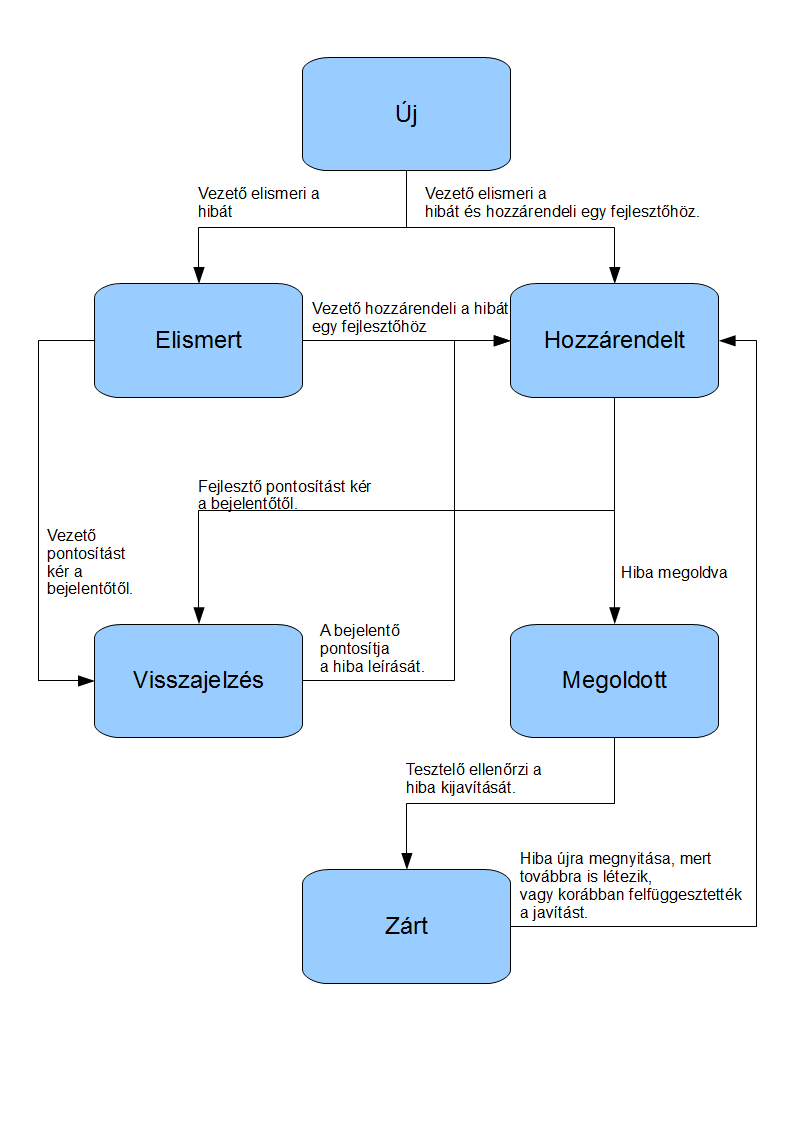 Új
Vezető elismeri a
hibát
Vezető elismeri a
hibát és hozzárendeli egy fejlesztőhöz.
Elismert
Vezető hozzárendeli a hibát
egy fejlesztőhöz
Hozzárendelt
Fejlesztő pontosítást kér
a bejelentőtől.
Vezető
pontosítást
kér a
bejelentőtől.
Hiba megoldva
Visszajelzés
A bejelentő
pontosítja
a hiba leírását.
Megoldott
Tesztelő ellenőrzi a
hiba kijavítását.
Zárt
Hiba újra megnyitása, mert
továbbra is létezik,
vagy korábban felfüggesztették
a javítást.